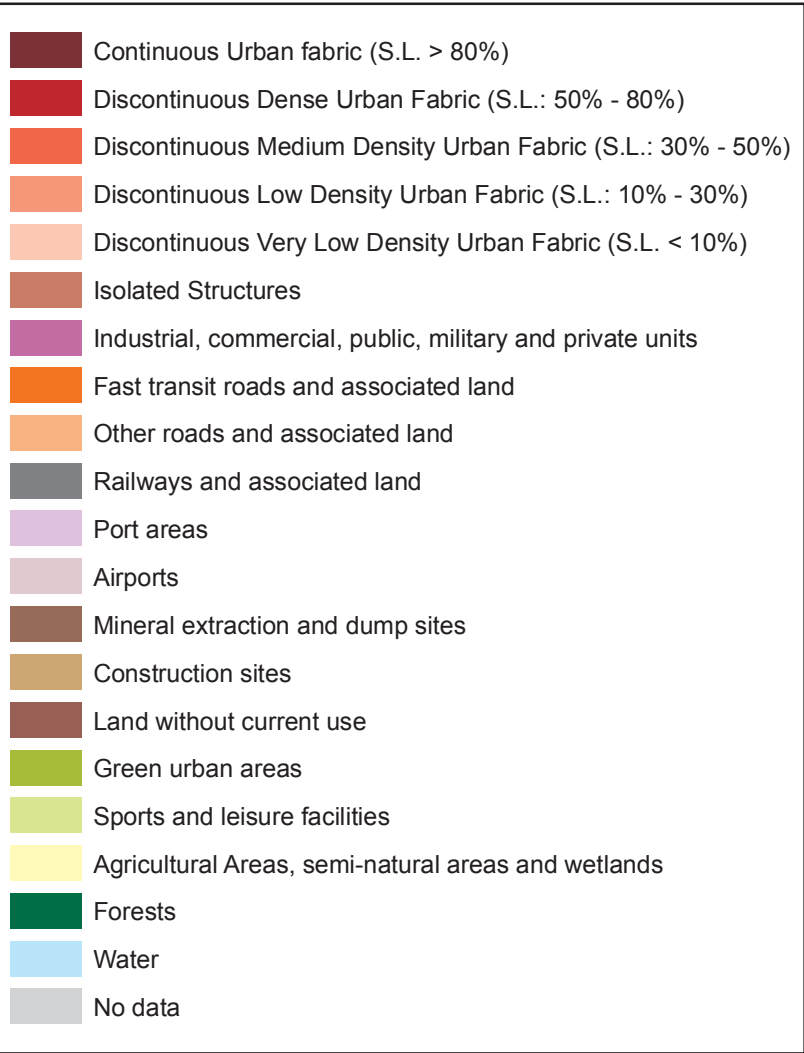 Continuous Urban fabric (S.L. > 80%)
Discontinuous Dense Urban Fabric (S.L.: 50% - 80%)
Discontinuous Medium Density Urban Fabric (S.L.: 30% - 50%)
Discontinuous Low Density Urban Fabric (S.L.: 10% - 30%)
Discontinuous Very Low Density Urban Fabric (S.L. < 10%)
Isolated Structures
Industrial, commercial, public, military and private units
Fast transit roads and associated land
Other roads and associated land
Railways and associated land
Port areas
Airports
Mineral extraction and dump sites
Construction sites
Land without current use
Green urban areas
Sports and leisure facilities
Agricultural Areas, semi-natural areas and wetlands
Forests
Water
No data